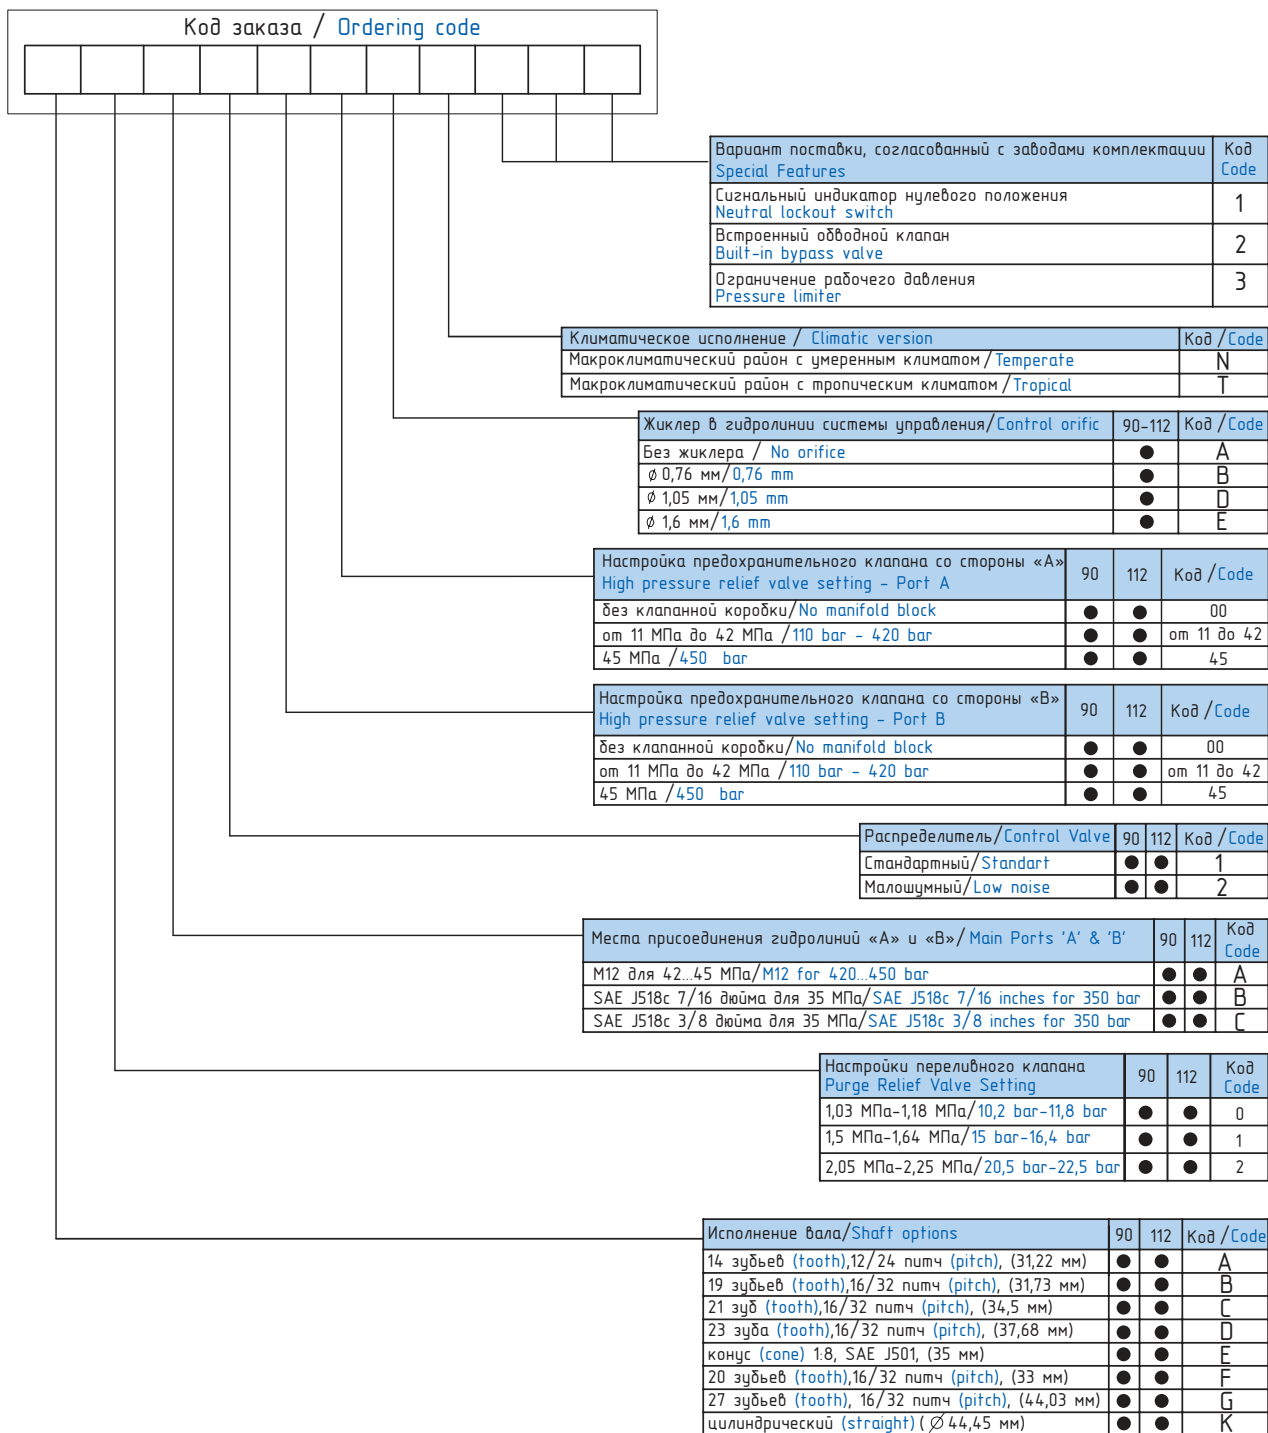 Код заказа / Ordering code
Вариант поставки, согласованный с заводами комплектации Код
Special Features Code
Сигнальный индикатор нулевого положения
Neutral lockout switch 1
Встроенный обводной клапан
Built-in bypass valve 2
Ограничение рабочего давления
Pressure limiter 3
Климатическое исполнение / Climatic version Код / Code
Макроклиматический район с умеренным климатом / Temperate N
Макроклиматический район с тропическим климатом / Tropical T
Жиклер в гидролинии системы управления/Control orific 90-112 Код / Code
Без жиклера / No orifice ● A
ϕ 0,76 мм/0,76 mm ● B
ϕ 1,05 мм/1,05 mm ● D
ϕ 1,6 мм/1,6 mm ● E
Настройка предохранительного клапана со стороны «А»
High pressure relief valve setting - Port A 90 112 Код / Code
без клапанной коробки/No manifold block ● ● 00
от 11 МПа до 42 МПа /110 bar - 420 bar ● ● от 11 до 42
45 МПа /450 bar ● ● 45
Настройка предохранительного клапана со стороны «В»
High pressure relief valve setting - Port B 90 112 Код / Code
без клапанной коробки/No manifold block ● ● 00
от 11 МПа до 42 МПа /110 bar - 420 bar ● ● от 11 до 42
45 МПа /450 bar ● ● 45
Распределитель/Control Valve 90 112 Код / Code
Стандартный/Standart ● ● 1
Малошумный/Low noise ● ● 2
Места присоединения гидролиний «А» и «В»/ Main Ports 'A' & 'B' 90 112 Код Code
М12 для 42...45 МПа/M12 for 420...450 bar ● ● A
SAE J518c 7/16 дюйма для 35 МПа/SAE J518c 7/16 inches for 350 bar ● ● B
SAE J518c 3/8 дюйма для 35 МПа/SAE J518c 3/8 inches for 350 bar ● ● C
Настройки переливного клапана 90 112 Код
Purge Relief Valve Setting Code
1,03 МПа-1,18 МПа/10,2 bar-11,8 bar ● ● 0
1,5 МПа-1,64 МПа/15 bar-16,4 bar ● ● 1
2,05 МПа-2,25 МПа/20,5 bar-22,5 bar ● ● 2
Исполнение вала/Shaft options 90 112 Код / Code
14 зубьев (tooth),12/24 питч (pitch), (31,22 мм) ● ● A
19 зубьев (tooth),16/32 питч (pitch), (31,73 мм) ● ● B
21 зуб (tooth),16/32 питч (pitch), (34,5 мм) ● ● C
23 зуба (tooth),16/32 питч (pitch), (37,68 мм) ● ● D
конус (cone) 1:8, SAE J501, (35 мм) ● ● E
20 зубьев (tooth),16/32 питч (pitch), (33 мм) ● ● F
27 зубьев (tooth), 16/32 питч (pitch), (44,03 мм) ● ● G
цилиндрический (straight) ( ∅ 44,45 мм) ● ● K